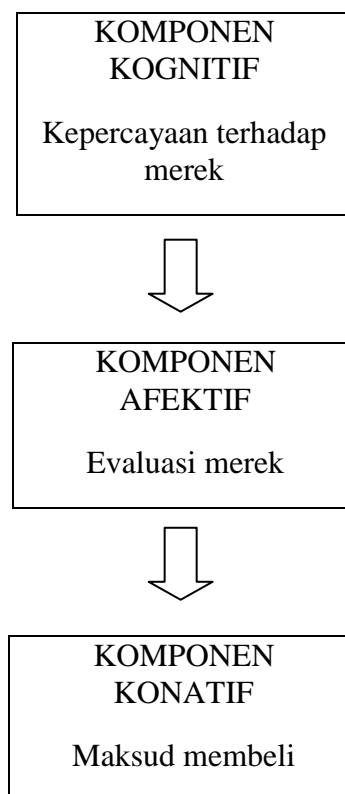 KOMPONEN
KOGNITIF
Kepercayaan terhadap
merek
KOMPONEN
AFEKTIF
Evaluasi merek
KOMPONEN
KONATIF
Maksud membeli